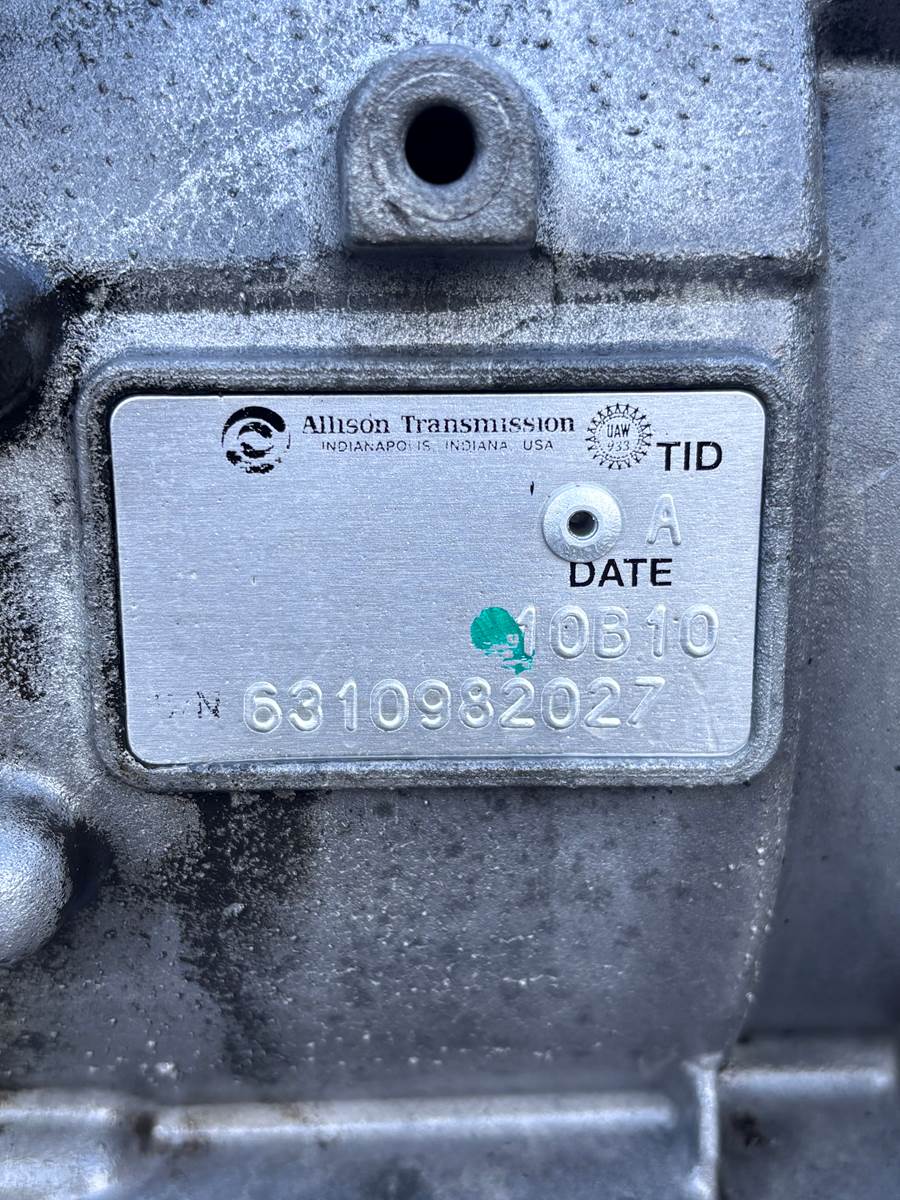 Allison Transmission
INDIANAPOLIS, INDIANA USA
UAW
933
TID
A
DATE
10B10
6310982027